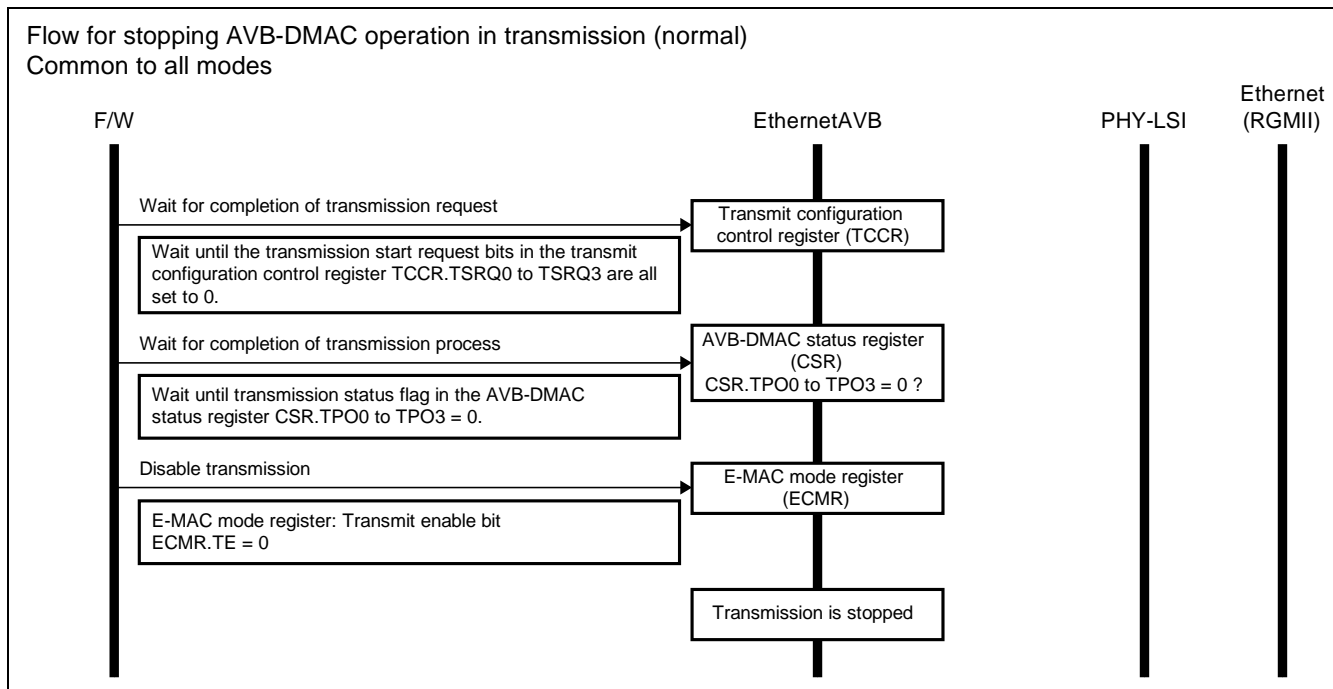 Flow for stopping AVB-DMAC operation in transmission (normal)
Common to all modes
F/W
EthernetAVB
PHY-LSI
Ethernet
(RGMII)
Wait for completion of transmission request
Transmit configuration
control register (TCCR)
Wait until the transmission start request bits in the transmit
configuration control register TCCR.TSRQ0 to TSRQ3 are all
set to 0.
Wait for completion of transmission process
AVB-DMAC status register
(CSR)
CSR.TPO0 to TPO3 = 0 ?
Wait until transmission status flag in the AVB-DMAC
status register CSR.TPO0 to TPO3 = 0.
Disable transmission
E-MAC mode register
(ECMR)
E-MAC mode register: Transmit enable bit
ECMR.TE = 0
Transmission is stopped